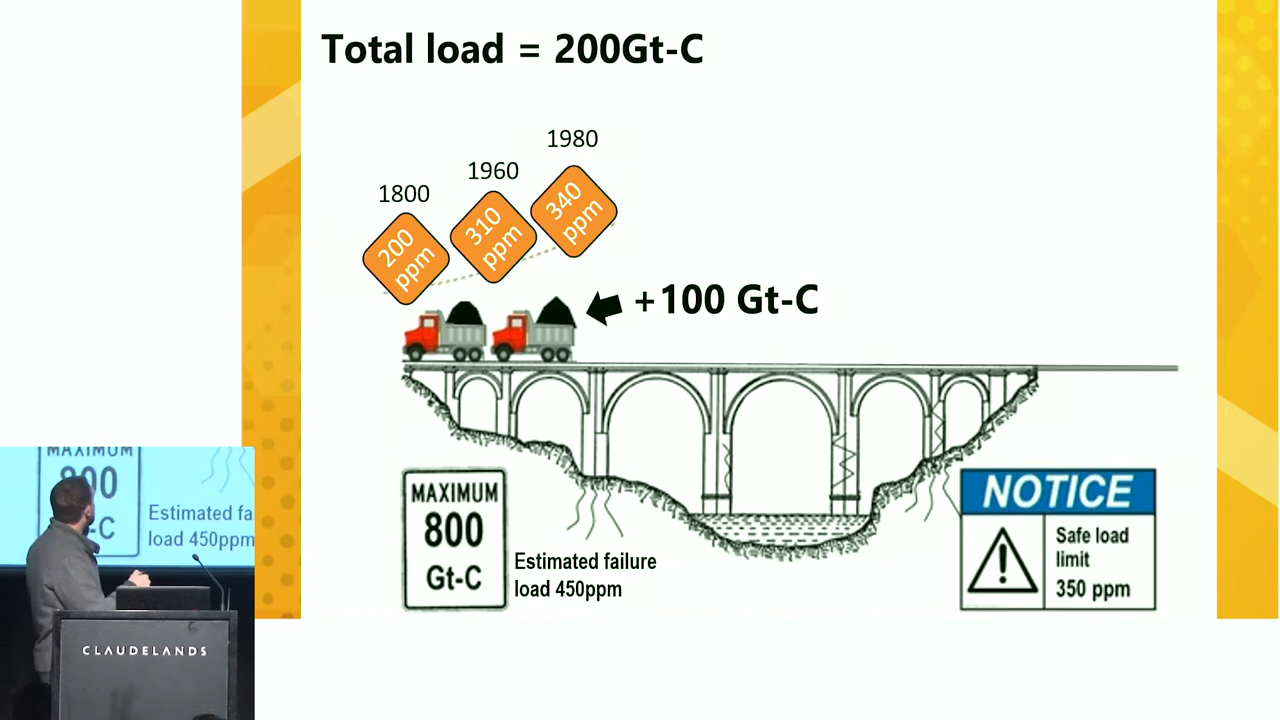 Total load = 200Gt-C
1980
1960
1800
340
ppm
310
ppm
200
ppm
+100 Gt-C
MAXIMUM
800
Gt-C
Estimated failure
load 450ppm
NOTICE
Safe load
limit
350 ppm
MAXIMUM
800
-C
Estimated fa
load 450ppm
CLAUDELANDS